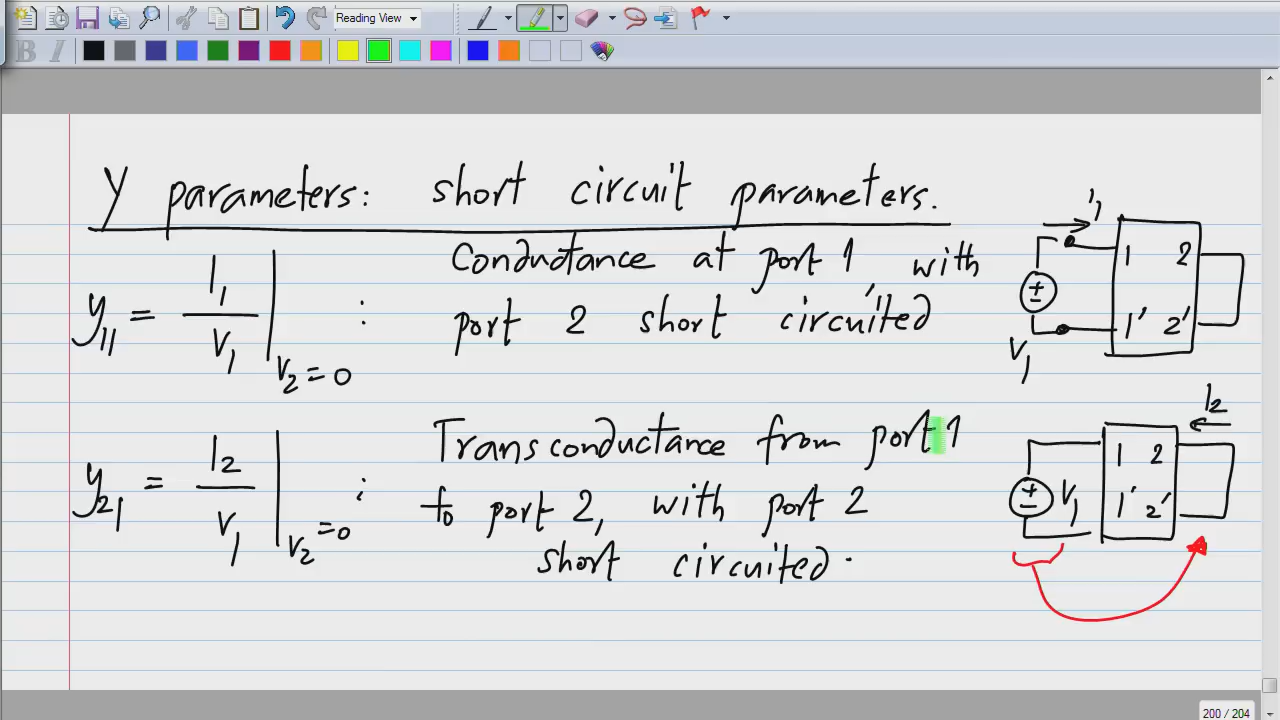 Reading View
Y parameters: short circuit parameters.
y11 = I1 / V1 | V2 = 0 : Conductance at port 1 with
port 2 short circuited
I1
1 2
1' 2'
+
−
V1
y21 = I2 / V1 | V2 = 0 : Transconductance from port 1
to port 2, with port 2
short circuited.
I2
1 2
1' 2'
+
−
V1
200 / 204